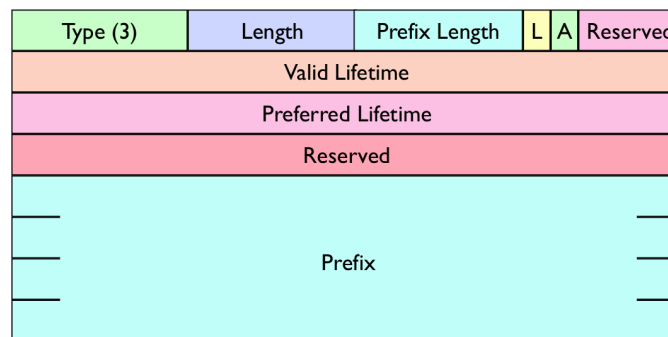 Type (3) Length Prefix Length L A Reserved
Valid Lifetime
Preferred Lifetime
Reserved
Prefix